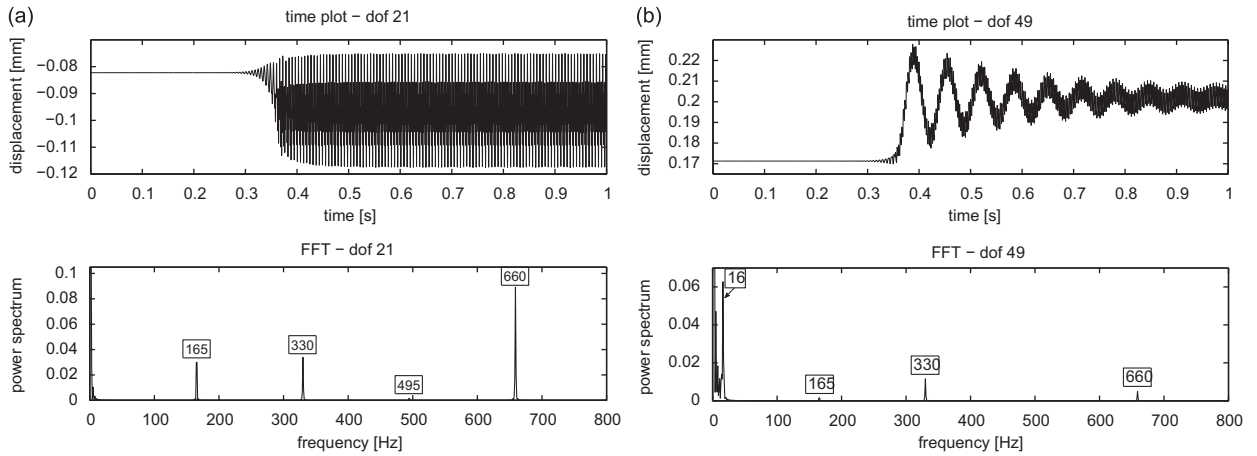 (a)
time plot – dof 21
displacement [mm]
−0.08
−0.09
−0.1
−0.11
−0.12
0 0.1 0.2 0.3 0.4 0.5 0.6 0.7 0.8 0.9 1
time [s]
FFT – dof 21
power spectrum
0.1
0.08
0.06
0.04
0.02
0
165
330
495
660
0 100 200 300 400 500 600 700 800
frequency [Hz]
(b)
time plot – dof 49
displacement [mm]
0.22
0.21
0.2
0.19
0.18
0.17
0 0.1 0.2 0.3 0.4 0.5 0.6 0.7 0.8 0.9 1
time [s]
FFT – dof 49
power spectrum
0.06
0.04
0.02
0
16
165
330
660
0 100 200 300 400 500 600 700 800
frequency [Hz]